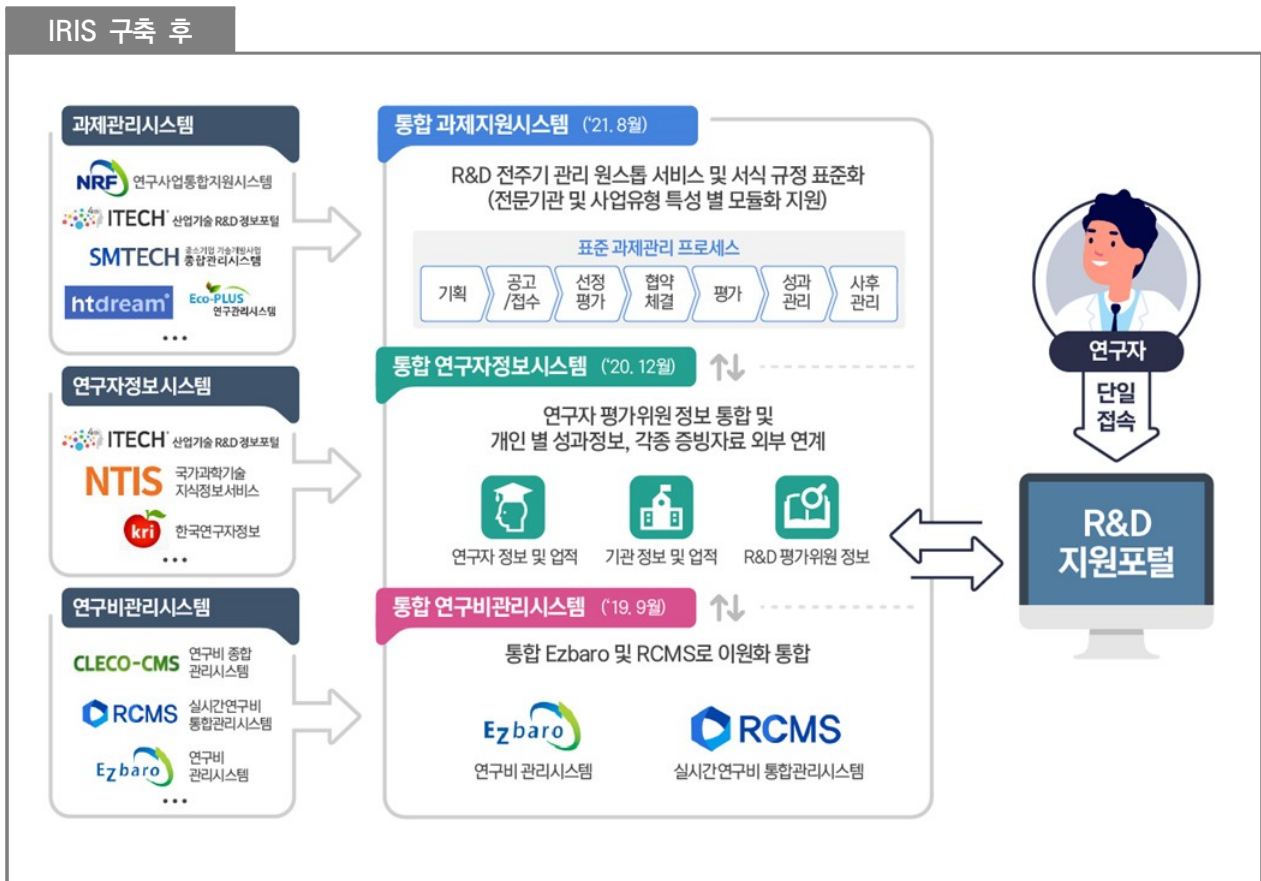 IRIS 구축 후
과제관리시스템
NRF 연구사업통합지원시스템
ITECH 산업기술 R&D 정보포털
SMTECH 중소기업 기술개발사업
종합관리시스템
htdream
Eco-PLUS
연구관리시스템
...
연구자정보시스템
ITECH 산업기술 R&D 정보포털
NTIS 국가과학기술
지식정보서비스
kri 한국연구자정보
...
연구비관리시스템
CLECO-CMS 연구비 종합
관리시스템
RCMS 실시간연구비
통합관리시스템
Ezbaro 연구비
관리시스템
...
통합 과제지원시스템 ('21. 8월)
R&D 전주기 관리 원스톱 서비스 및 서식 규정 표준화
(전문기관 및 사업유형 특성 별 모듈화 지원)
표준 과제관리 프로세스
기획
공고
/접수
선정
평가
협약
체결
평가
성과
관리
사후
관리
통합 연구자정보시스템 ('20. 12월)
연구자 평가위원 정보 통합 및
개인 별 성과정보, 각종 증빙자료 외부 연계
연구자 정보 및 업적
기관 정보 및 업적
R&D 평가위원 정보
통합 연구비관리시스템 ('19. 9월)
통합 Ezbaro 및 RCMS로 이원화 통합
Ezbaro
연구비 관리시스템
RCMS
실시간연구비 통합관리시스템
연구자
단일
접속
R&D
지원포털